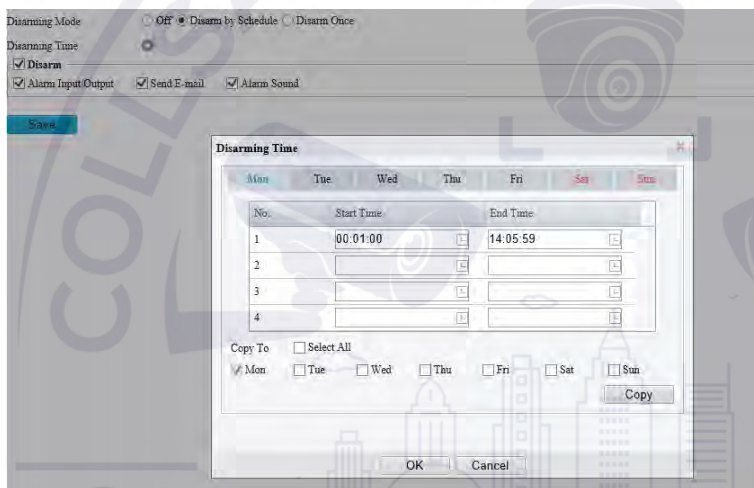 Disarming Mode Off Disarm by Schedule Disarm Once
Disarming Time
Disarm
Alarm Input Output Send E-mail Alarm Sound
Save
Disarming Time
Mon Tue Wed Thu Fri Sat Sun
No. Start Time End Time
1 00:01:00 14:05:59
2
3
4
Copy To Select All
Mon Tue Wed Thu Fri Sat Sun
Copy
OK Cancel